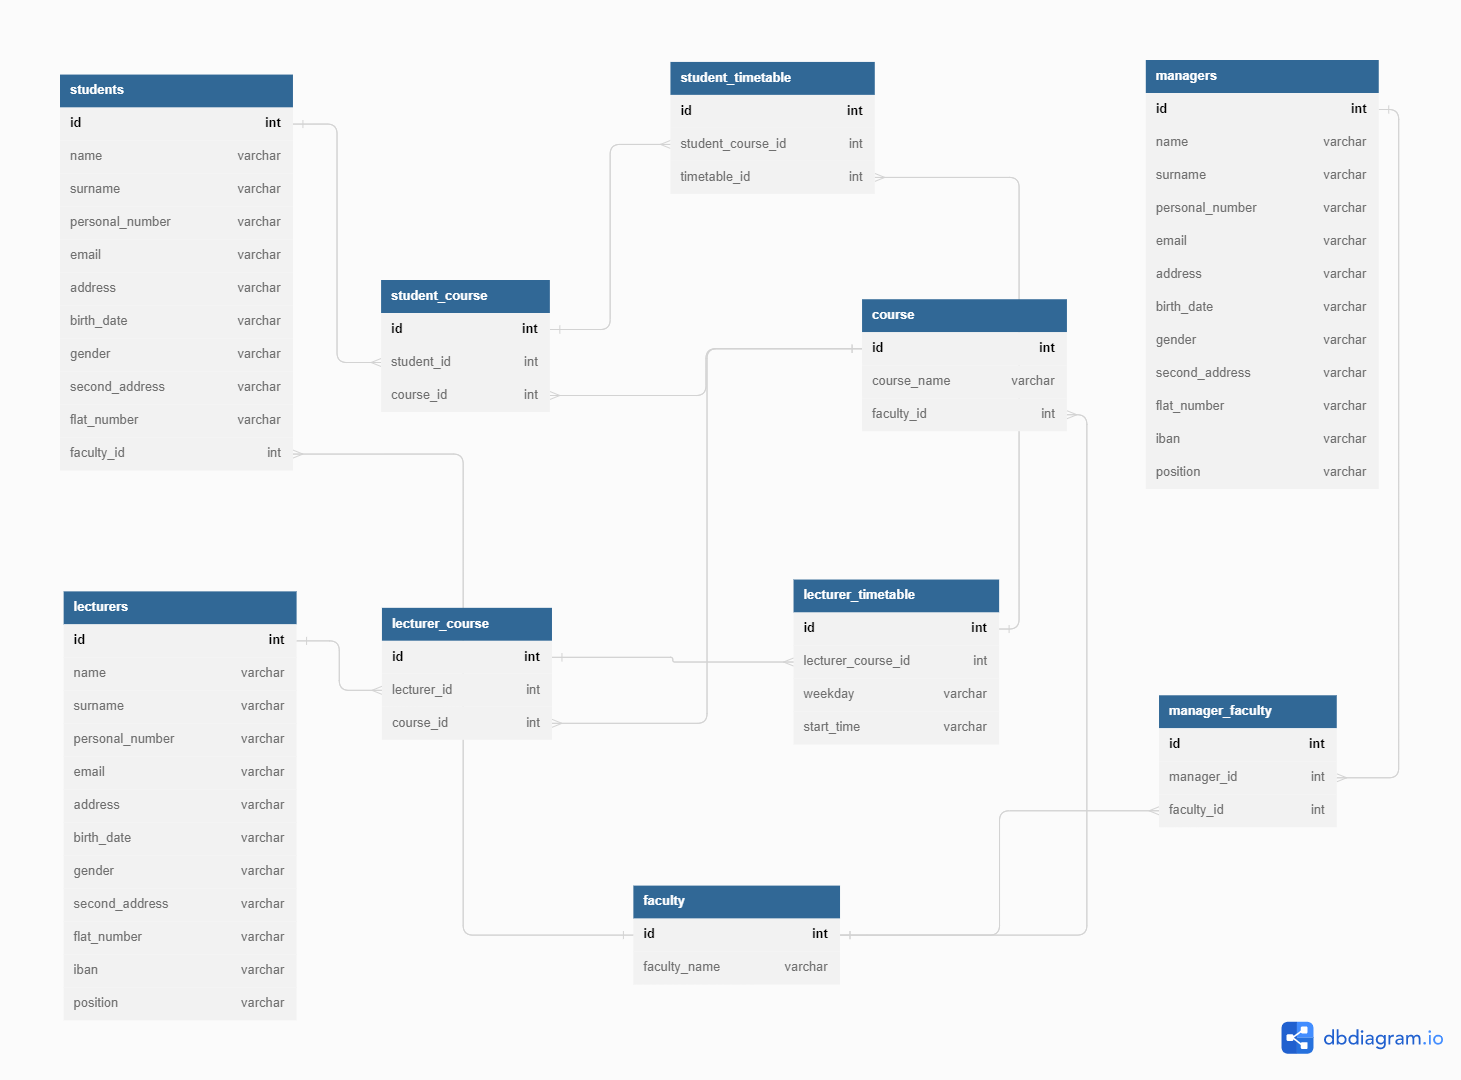 students
id int
name varchar
surname varchar
personal_number varchar
email varchar
address varchar
birth_date varchar
gender varchar
second_address varchar
flat_number varchar
faculty_id int
student_course
id int
student_id int
course_id int
student_timetable
id int
student_course_id int
timetable_id int
course
id int
course_name varchar
faculty_id int
managers
id int
name varchar
surname varchar
personal_number varchar
email varchar
address varchar
birth_date varchar
gender varchar
second_address varchar
flat_number varchar
iban varchar
position varchar
lecturers
id int
name varchar
surname varchar
personal_number varchar
email varchar
address varchar
birth_date varchar
gender varchar
second_address varchar
flat_number varchar
iban varchar
position varchar
lecturer_course
id int
lecturer_id int
course_id int
lecturer_timetable
id int
lecturer_course_id int
weekday varchar
start_time varchar
manager_faculty
id int
manager_id int
faculty_id int
faculty
id int
faculty_name varchar
dbdiagram.io